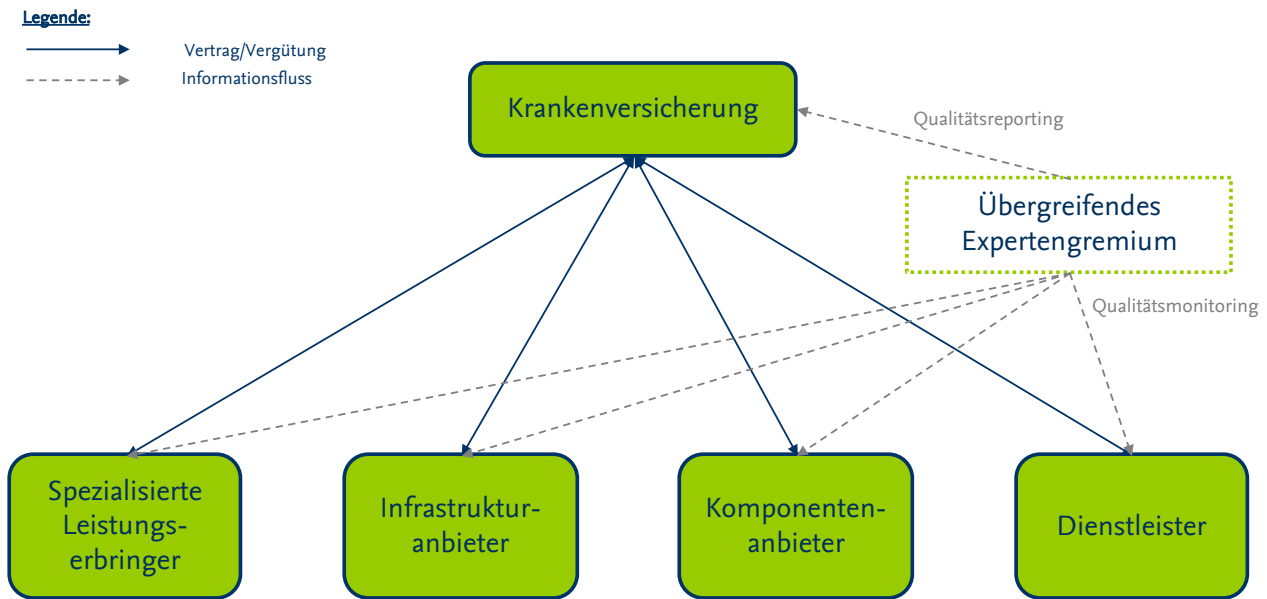 Legende:
Vertrag/Vergütung
Informationsfluss
Krankenversicherung
Qualitätsreporting
Übergreifendes
Expertengremium
Qualitätsmonitoring
Spezialisierte
Leistungs-
erbringer
Infrastruktur-
anbieter
Komponenten-
anbieter
Dienstleister